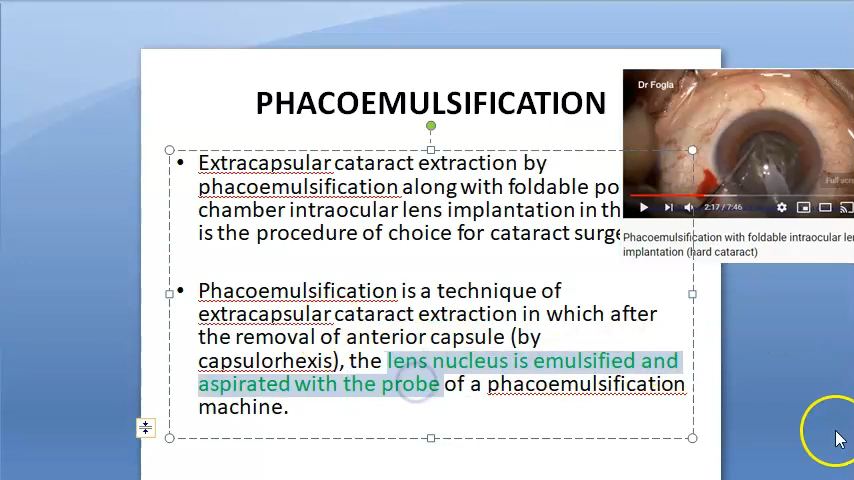 PHACOEMULSIFICATION
Dr Fogla
• Extracapsular cataract extraction by
phacoemulsification along with foldable po
chamber intraocular lens implantation in th
is the procedure of choice for cataract surge
2:17 / 7:46
Phacoemulsification with foldable intraocular le
implantation (hard cataract)
• Phacoemulsification is a technique of
extracapsular cataract extraction in which after
the removal of anterior capsule (by
capsulorhexis), the lens nucleus is emulsified and
aspirated with the probe of a phacoemulsification
machine.